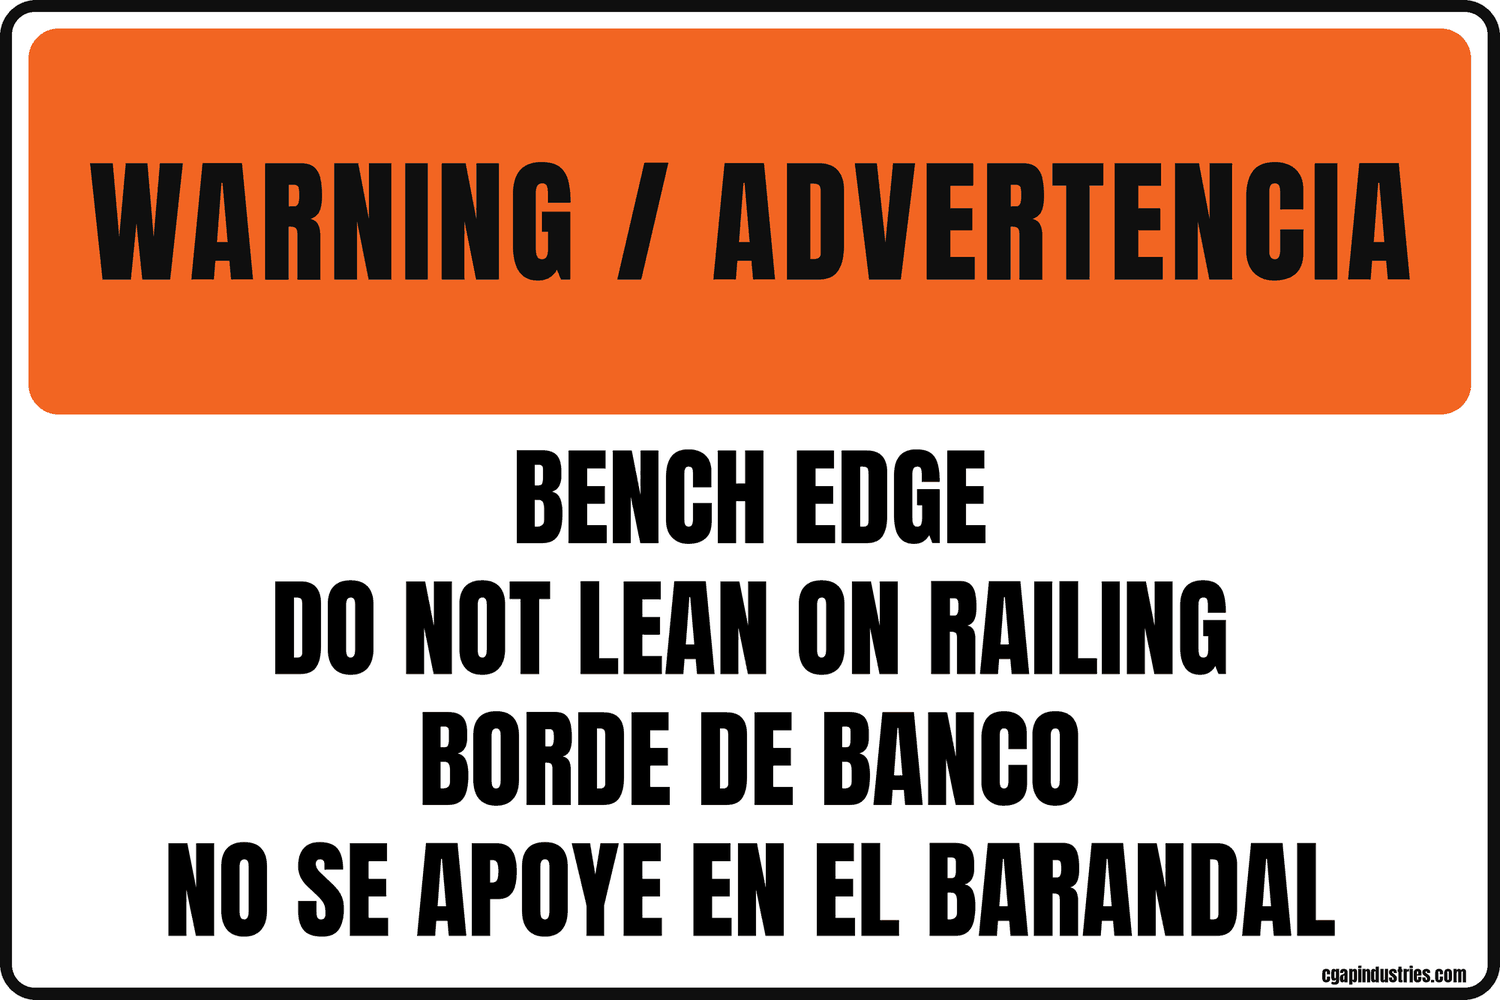 WARNING / ADVERTENCIA
BENCH EDGE
DO NOT LEAN ON RAILING
BORDE DE BANCO
NO SE APOYE EN EL BARANDAL
cgapindustries.com